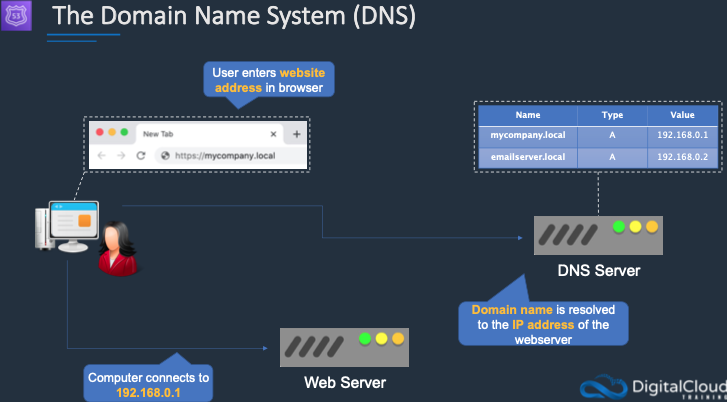 53
The Domain Name System (DNS)
User enters website
address in browser
New Tab
https://mycompany.local
Name Type Value
mycompany.local A 192.168.0.1
emailserver.local A 192.168.0.2
DNS Server
Domain name is resolved
to the IP address of the
webserver
Web Server
Computer connects to
192.168.0.1
DigitalCloud
TRAINING